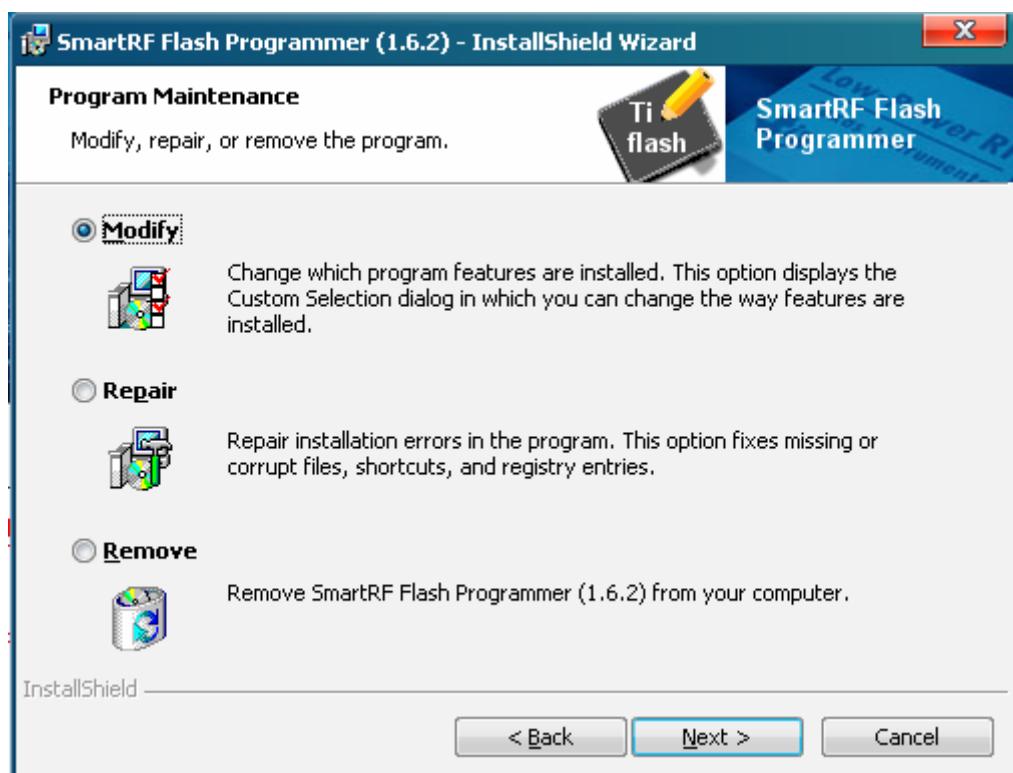 SmartRF Flash Programmer (1.6.2) - InstallShield Wizard
Program Maintenance
Modify, repair, or remove the program.
Ti
flash
SmartRF Flash
Programmer
Low Power RF
Modify
Change which program features are installed. This option displays the
Custom Selection dialog in which you can change the way features are
installed.
Repair
Repair installation errors in the program. This option fixes missing or
corrupt files, shortcuts, and registry entries.
Remove
Remove SmartRF Flash Programmer (1.6.2) from your computer.
InstallShield
< Back
Next >
Cancel